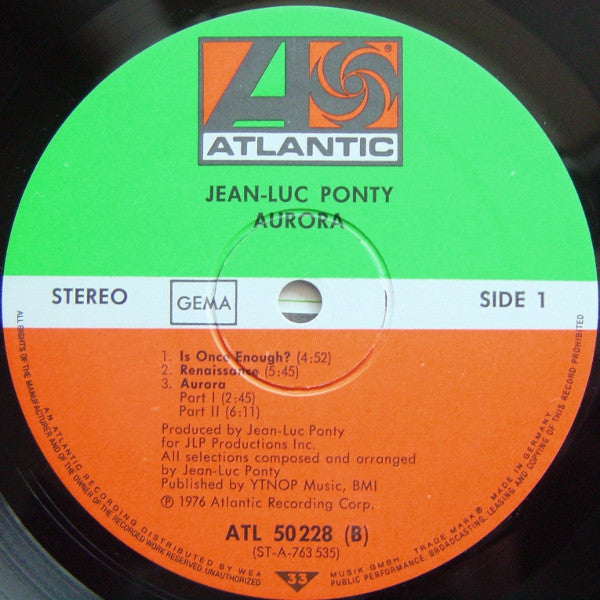 A
®
ATLANTIC
JEAN-LUC PONTY
AURORA
STEREO
GEMA
SIDE 1
1. Is Once Enough? (4:52)
2. Renaissance (5:45)
3. Aurora
Part I (2:45)
Part II (6:11)
Produced by Jean-Luc Ponty
for JLP Productions Inc.
All selections composed and arranged
by Jean-Luc Ponty
Published by YTNOP Music, BMI
℗ 1976 Atlantic Recording Corp.
ATL 50 228 (B)
(ST-A-763 535)
33
ALL RIGHTS OF THE MANUFACTURER AND OF THE OWNER OF THE RECORDED WORK RESERVED. UNAUTHORIZED PUBLIC PERFORMANCE, BROADCASTING, LEASING AND COPYING OF THIS RECORD PROHIBITED
AN ATLANTIC RECORDING DISTRIBUTED BY WEA MUSIK GMBH. TRADE MARK® MADE IN GERMANY